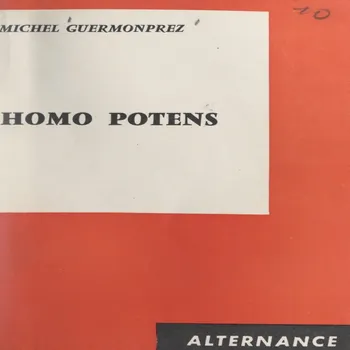 10
MICHEL GUERMONPREZ
HOMO POTENS
ALTERNANCE